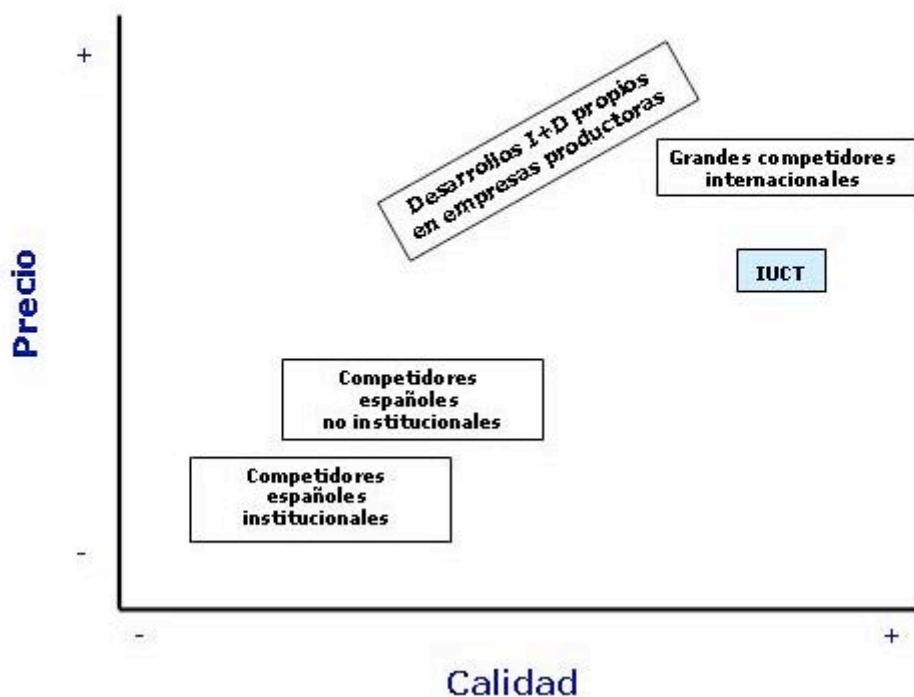 +
Desarrollos I+D propios
en empresas productoras
Grandes competidores
internacionales
IUCT
Precio
Competidores
españoles
no institucionales
Competidores
españoles
institucionales
-
-
+
Calidad